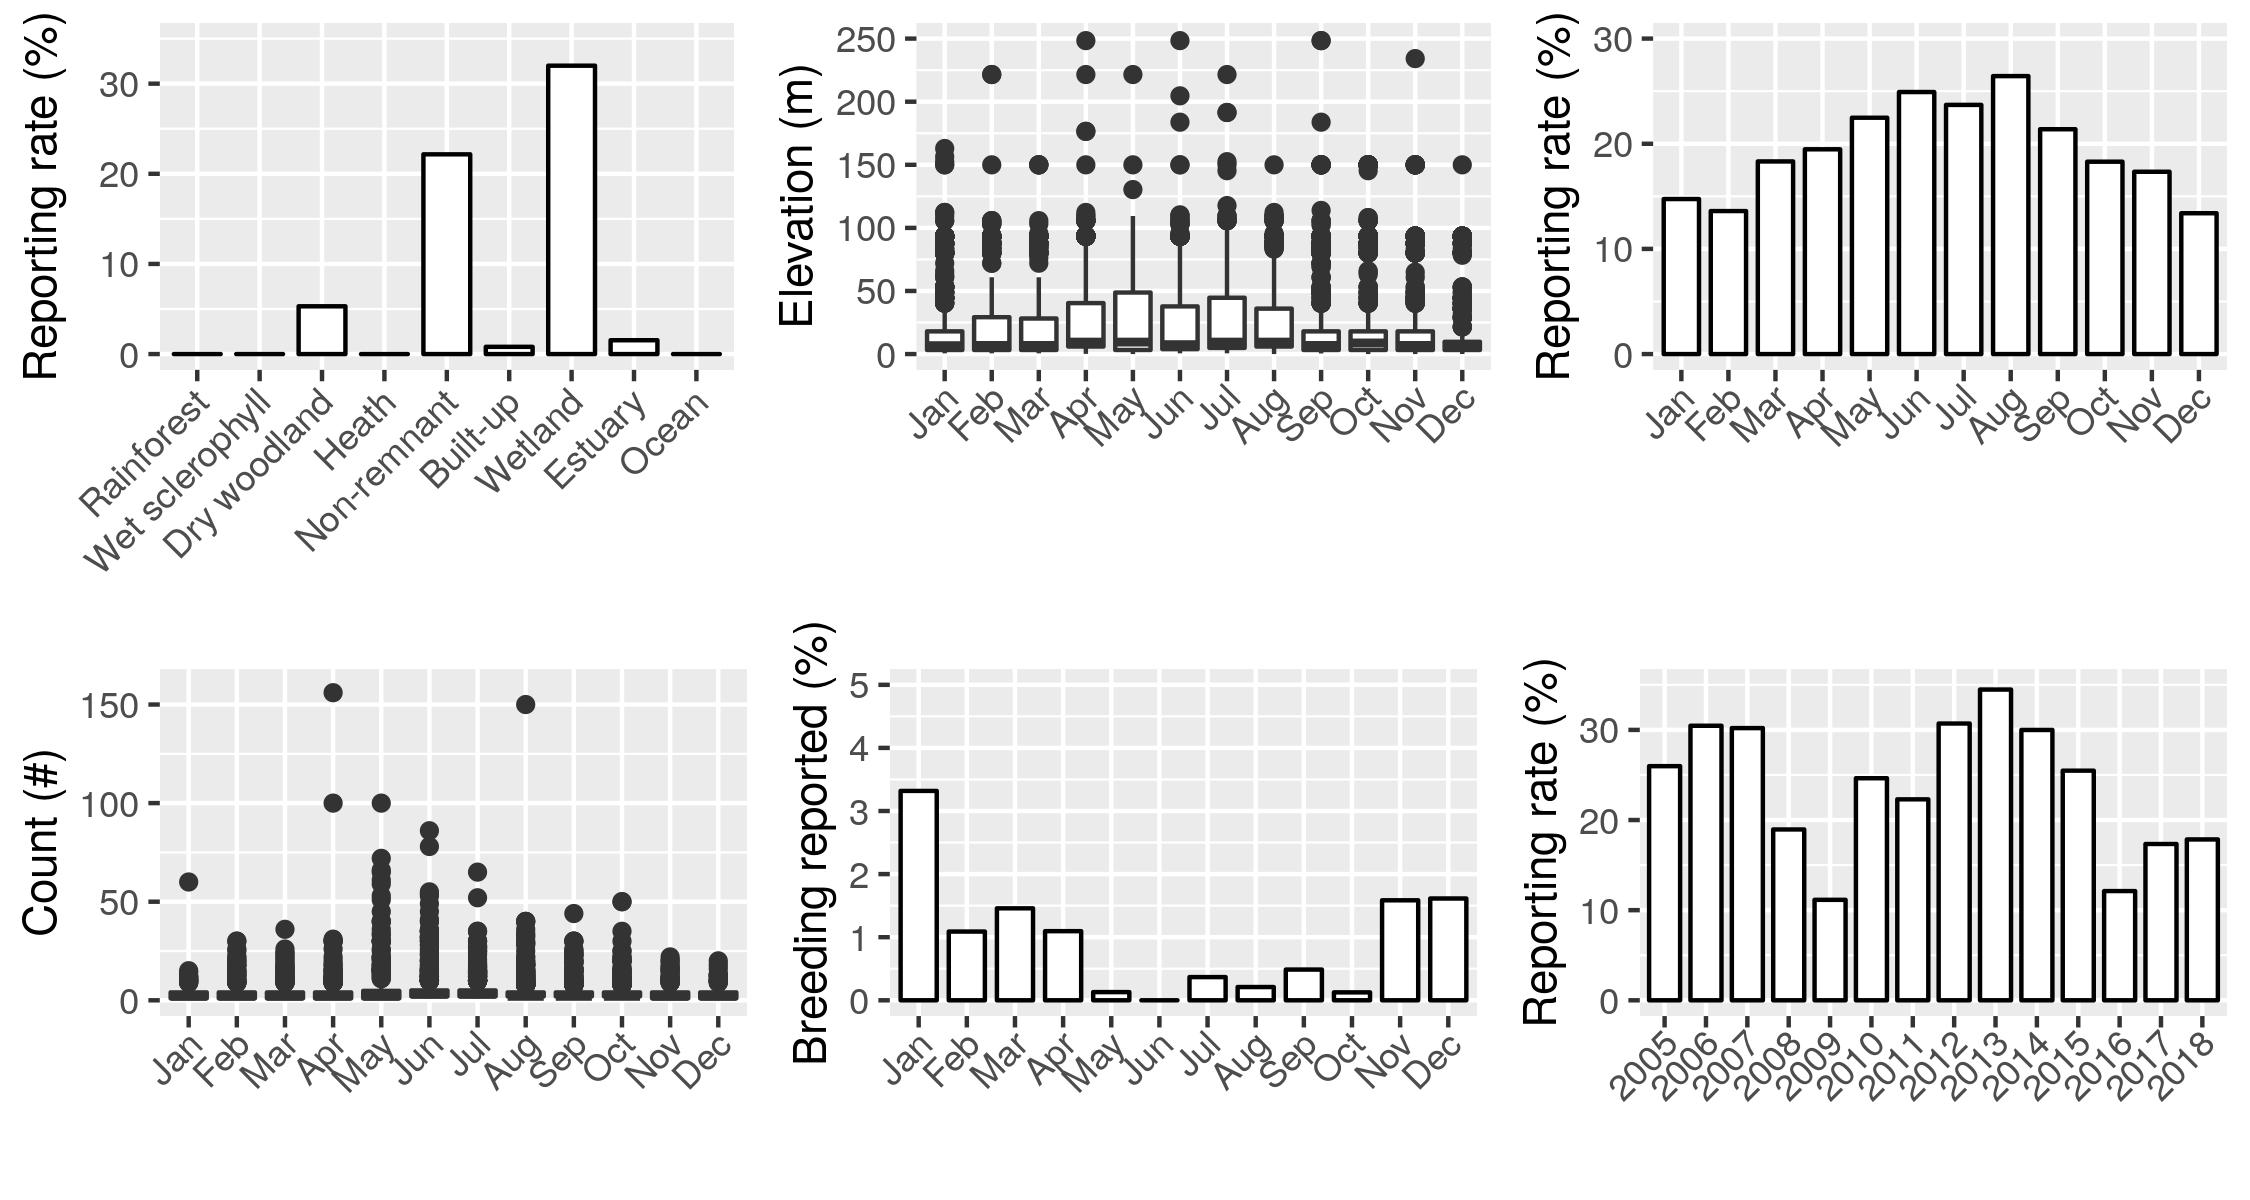 Reporting rate (%)
30
20
10
0
Rainforest
Wet sclerophyll
Dry woodland
Heath
Non-remnant
Built-up
Wetland
Estuary
Ocean
Elevation (m)
250
200
150
100
50
0
Jan Feb Mar Apr May Jun Jul Aug Sep Oct Nov Dec
Reporting rate (%)
30
20
10
0
Jan Feb Mar Apr May Jun Jul Aug Sep Oct Nov Dec
Count (#)
150
100
50
0
Jan Feb Mar Apr May Jun Jul Aug Sep Oct Nov Dec
Breeding reported (%)
5
4
3
2
1
0
Jan Feb Mar Apr May Jun Jul Aug Sep Oct Nov Dec
Reporting rate (%)
30
20
10
0
2005 2006 2007 2008 2009 2010 2011 2012 2013 2014 2015 2016 2017 2018